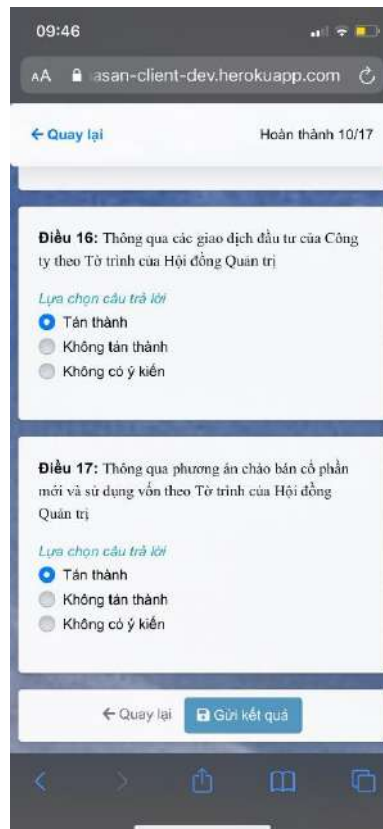 09:46
AA asan-client-dev.herokuapp.com
← Quay lại
Hoàn thành 10/17
Điều 16: Thông qua các giao dịch đầu tư của Công
ty theo Tờ trình của Hội đồng Quản trị
Lựa chọn câu trả lời
Tán thành
Không tán thành
Không có ý kiến
Điều 17: Thông qua phương án chào bán cổ phần
mới và sử dụng vốn theo Tờ trình của Hội đồng
Quản trị
Lựa chọn câu trả lời
Tán thành
Không tán thành
Không có ý kiến
← Quay lại
Gửi kết quả